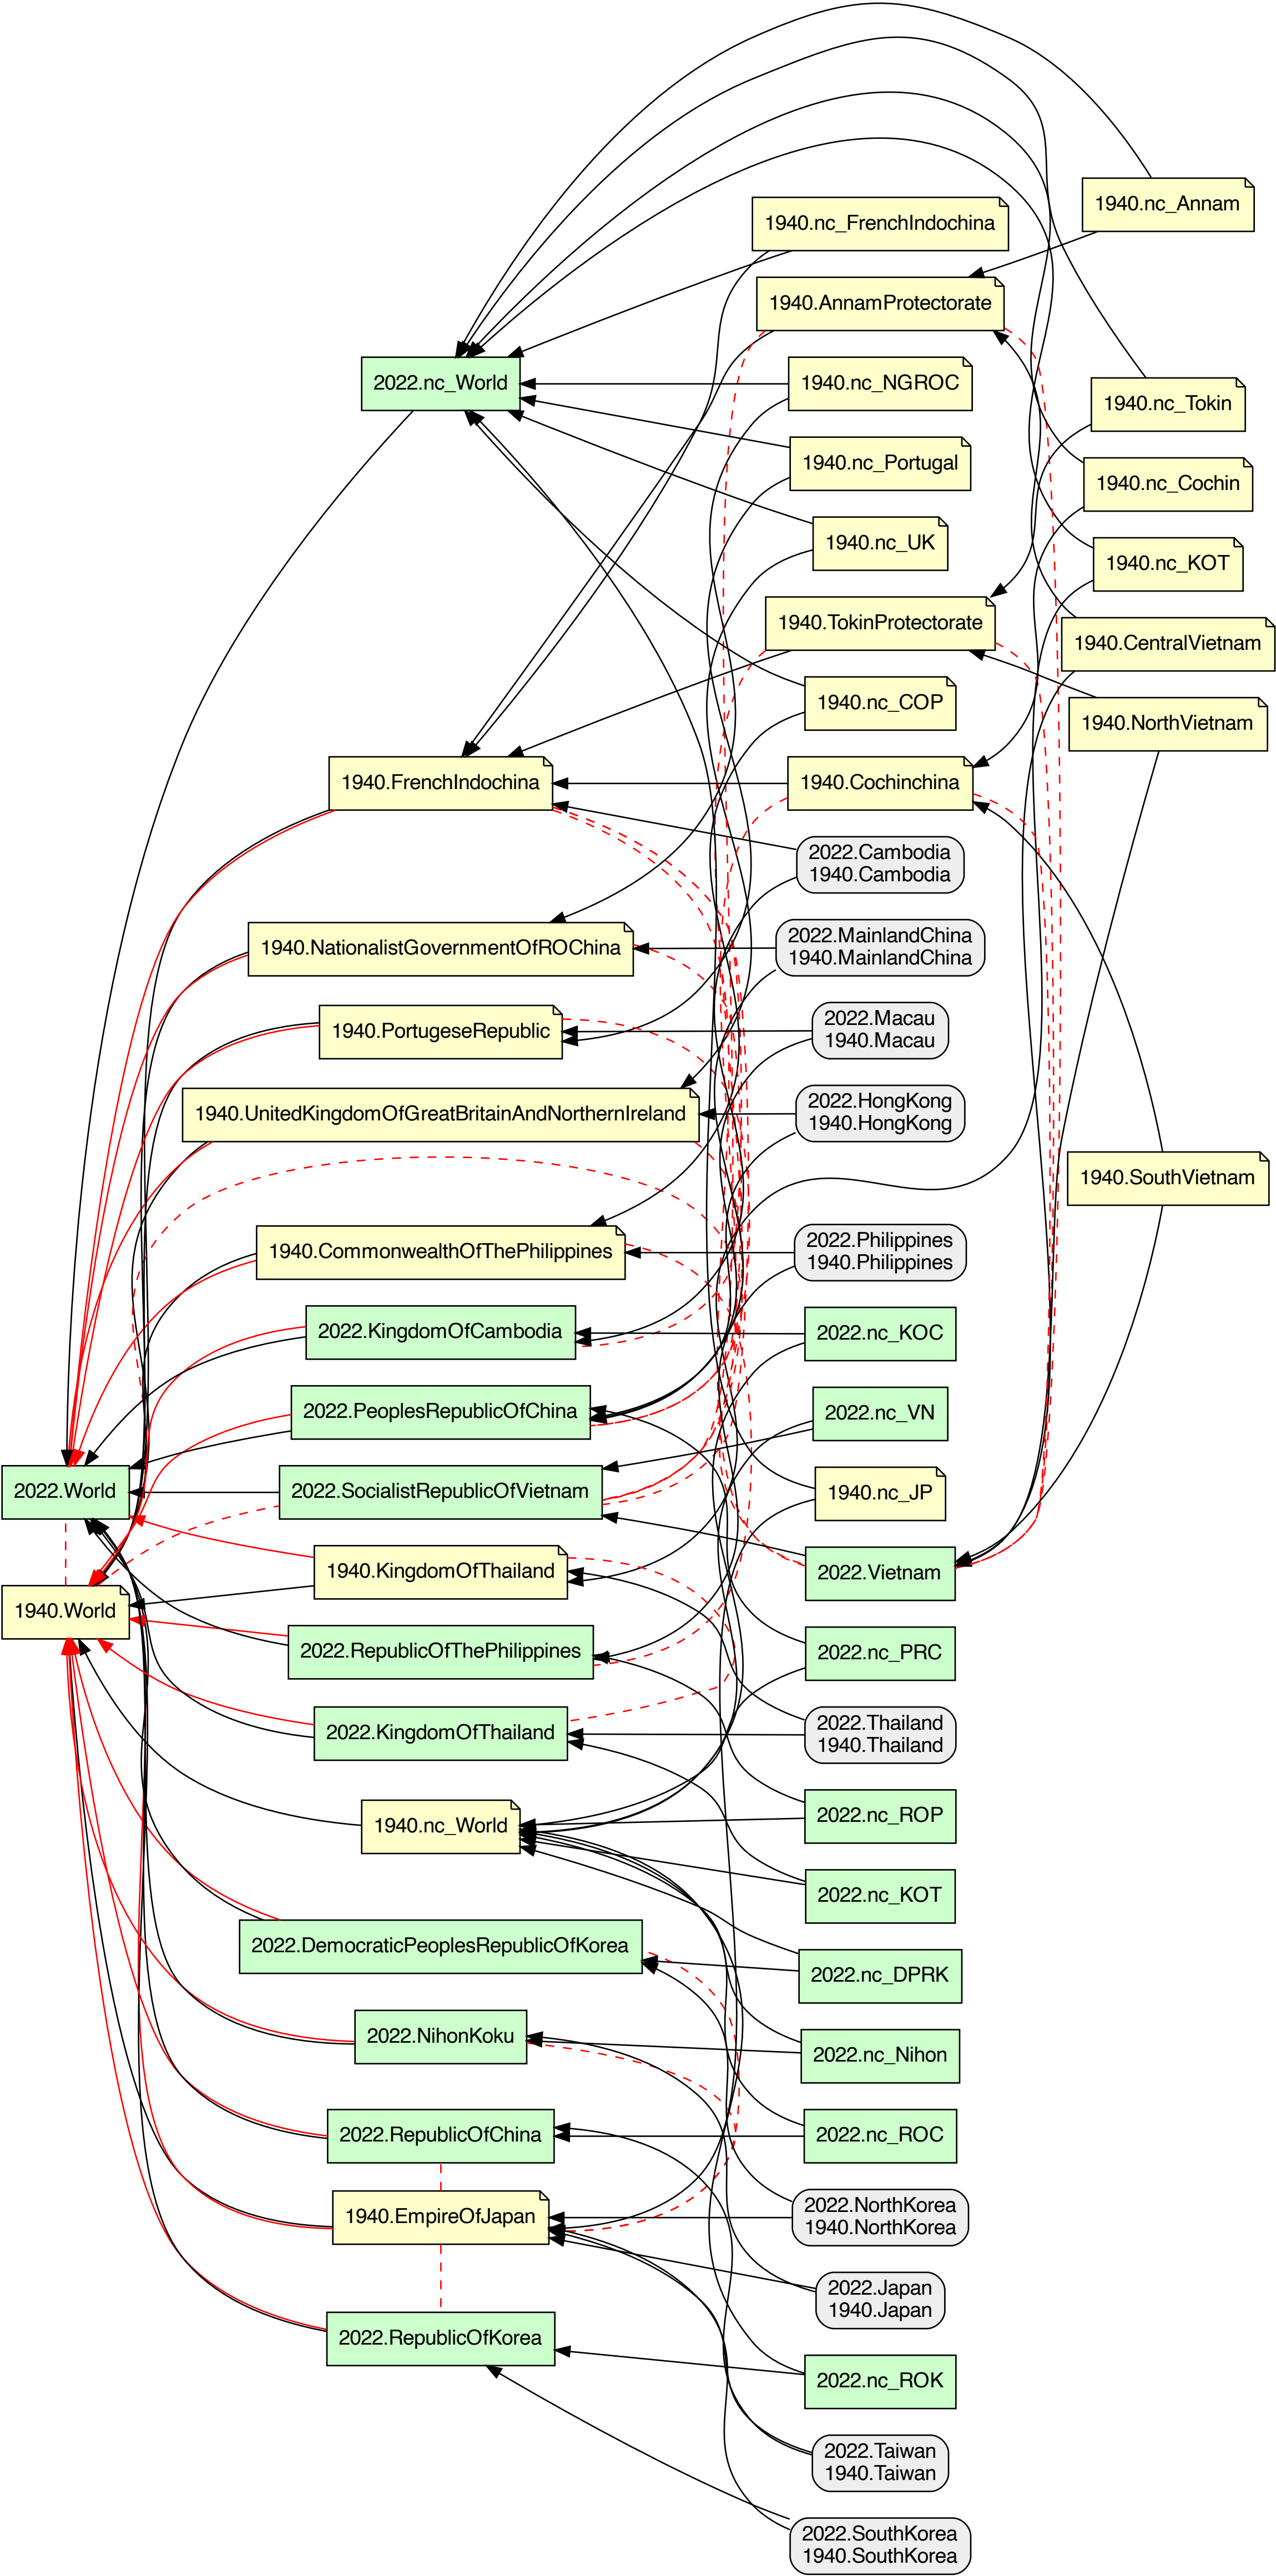 1940.nc_Annam
1940.nc_FrenchIndochina
1940.AnnamProtectorate
2022.nc_World
1940.nc_NGROC
1940.nc_Tokin
1940.nc_Portugal
1940.nc_Cochin
1940.nc_UK
1940.nc_KOT
1940.TokinProtectorate
1940.CentralVietnam
1940.nc_COP
1940.NorthVietnam
1940.FrenchIndochina
1940.Cochinchina
2022.Cambodia
1940.Cambodia
1940.NationalistGovernmentOfROChina
2022.MainlandChina
1940.MainlandChina
1940.PortugeseRepublic
2022.Macau
1940.Macau
1940.UnitedKingdomOfGreatBritainAndNorthernIreland
2022.HongKong
1940.HongKong
1940.SouthVietnam
1940.CommonwealthOfThePhilippines
2022.Philippines
1940.Philippines
2022.KingdomOfCambodia
2022.nc_KOC
2022.PeoplesRepublicOfChina
2022.nc_VN
2022.World
2022.SocialistRepublicOfVietnam
1940.nc_JP
1940.KingdomOfThailand
2022.Vietnam
1940.World
2022.RepublicOfThePhilippines
2022.nc_PRC
2022.KingdomOfThailand
2022.Thailand
1940.Thailand
1940.nc_World
2022.nc_ROP
2022.nc_KOT
2022.DemocraticPeoplesRepublicOfKorea
2022.nc_DPRK
2022.NihonKoku
2022.nc_Nihon
2022.RepublicOfChina
2022.nc_ROC
1940.EmpireOfJapan
2022.NorthKorea
1940.NorthKorea
2022.Japan
1940.Japan
2022.RepublicOfKorea
2022.nc_ROK
2022.Taiwan
1940.Taiwan
2022.SouthKorea
1940.SouthKorea